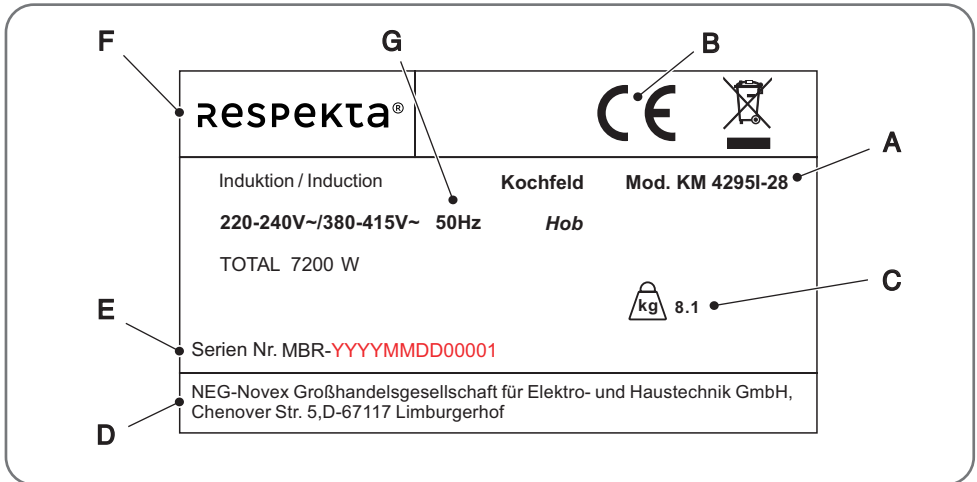 F
G
B
Respekta®
CE
A
Induktion / Induction
Kochfeld
Mod. KM 4295I-28
220-240V~/380-415V~ 50Hz
Hob
TOTAL 7200 W
C
kg 8.1
E
Serien Nr. MBR-YYYYMMDD00001
NEG-Novex Großhandelsgesellschaft für Elektro- und Haustechnik GmbH,
Chenover Str. 5,D-67117 Limburgerhof
D